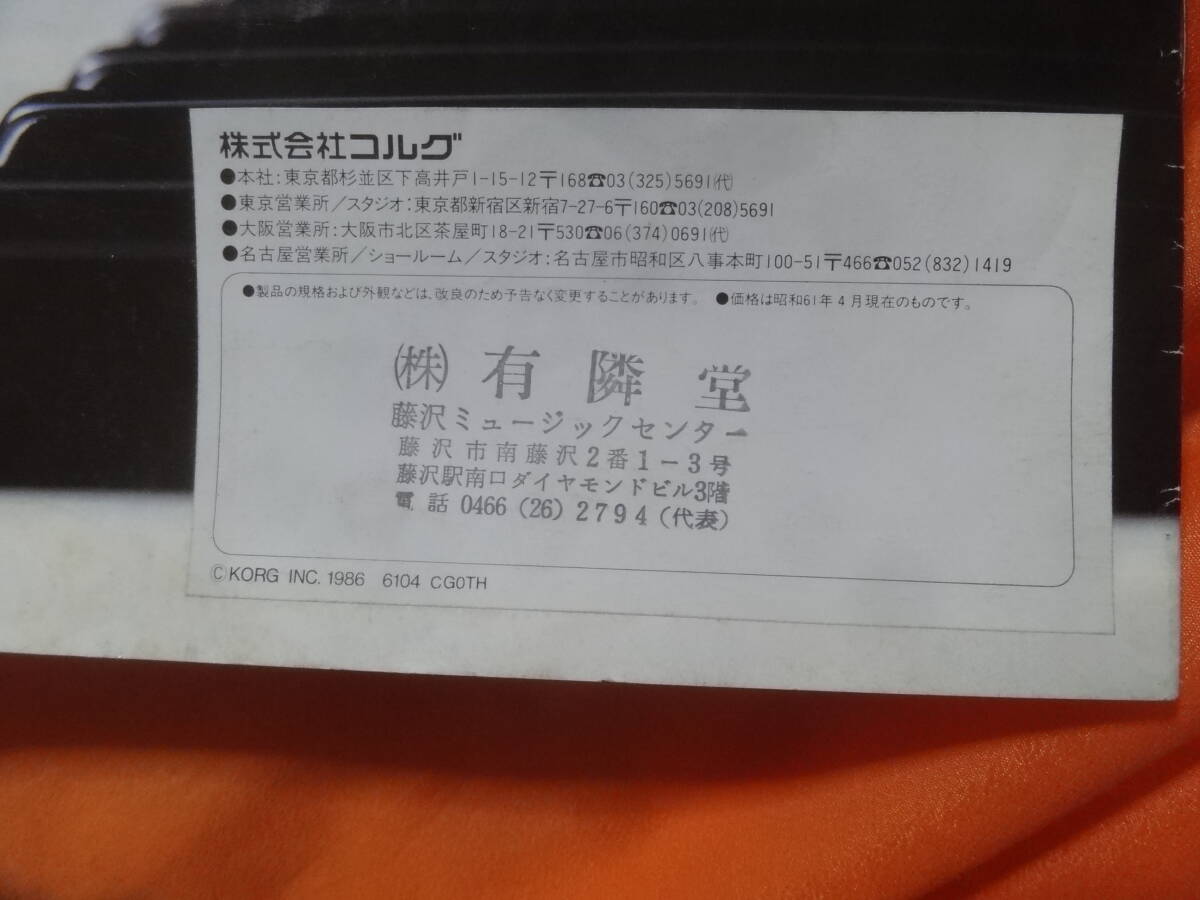 株式会社コルグ
●本社:東京都杉並区下高井戸1-15-12〒168☎03(325)5691(代)
●東京営業所/スタジオ:東京都新宿区新宿7-27-6〒160☎03(208)5691
●大阪営業所:大阪市北区茶屋町18-21〒530☎06(374)0691(代)
●名古屋営業所/ショールーム/スタジオ:名古屋市昭和区八事本町100-51〒466☎052(832)1419
●製品の規格および外観などは、改良のため予告なく変更することがあります。 ●価格は昭和61年4月現在のものです。
㈱ 有隣堂
藤沢ミュージックセンター
藤沢市南藤沢2番1-3号
藤沢駅南口ダイヤモンドビル3階
電話 0466 (26) 2794 (代表)
©KORG INC. 1986 6104 CG0TH